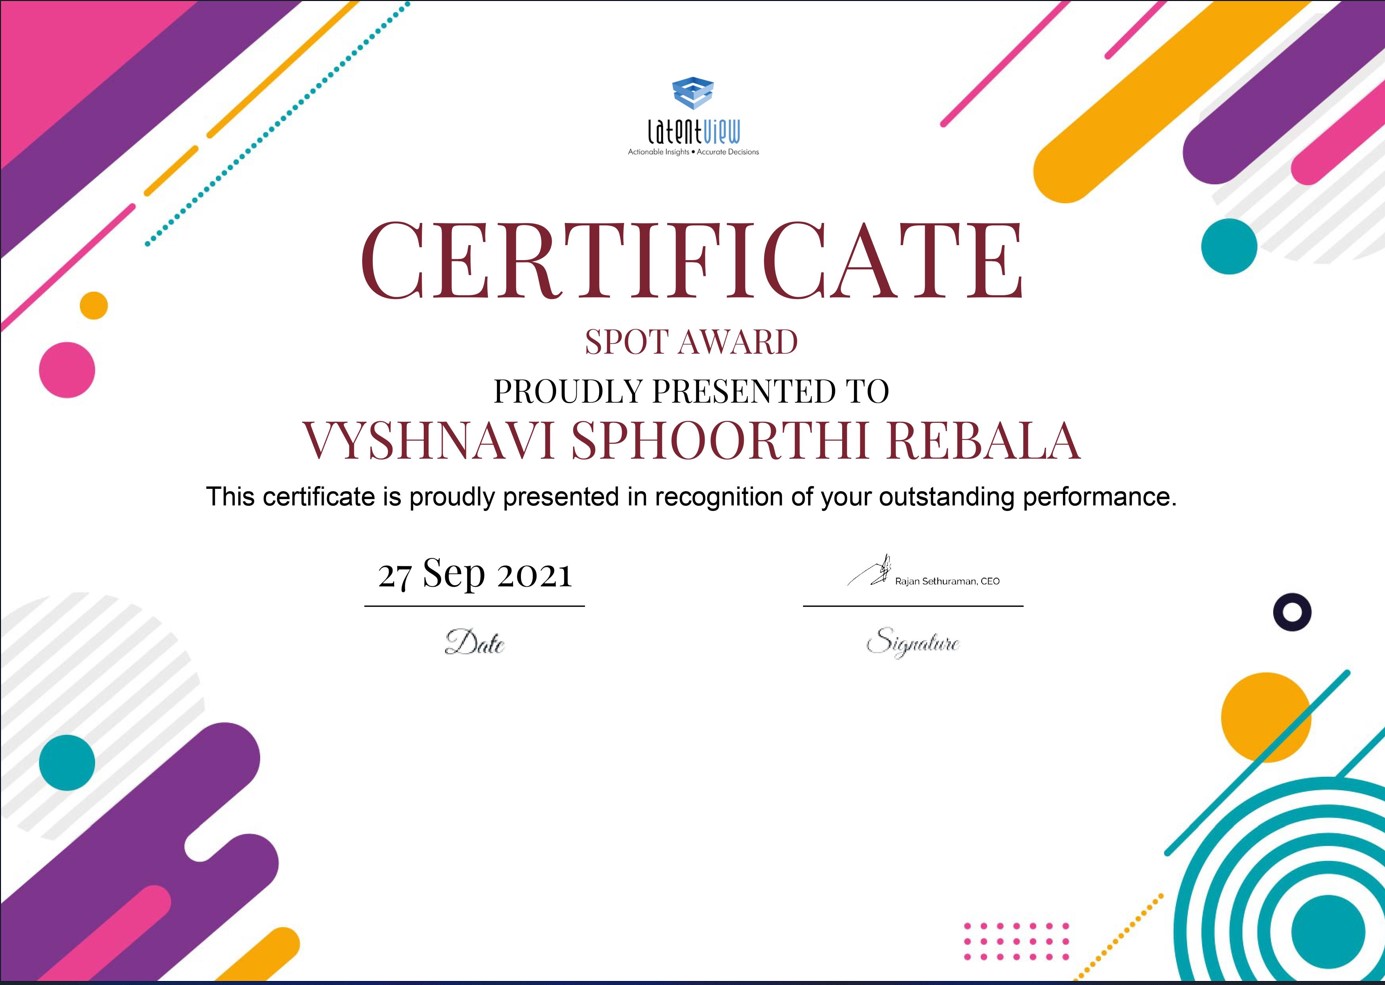 LatentView
Actionable Insights • Accurate Decisions
CERTIFICATE
SPOT AWARD
PROUDLY PRESENTED TO
VYSHNAVI SPHOORTHI REBALA
This certificate is proudly presented in recognition of your outstanding performance.
27 Sep 2021
Rajan Sethuraman, CEO
Date
Signature